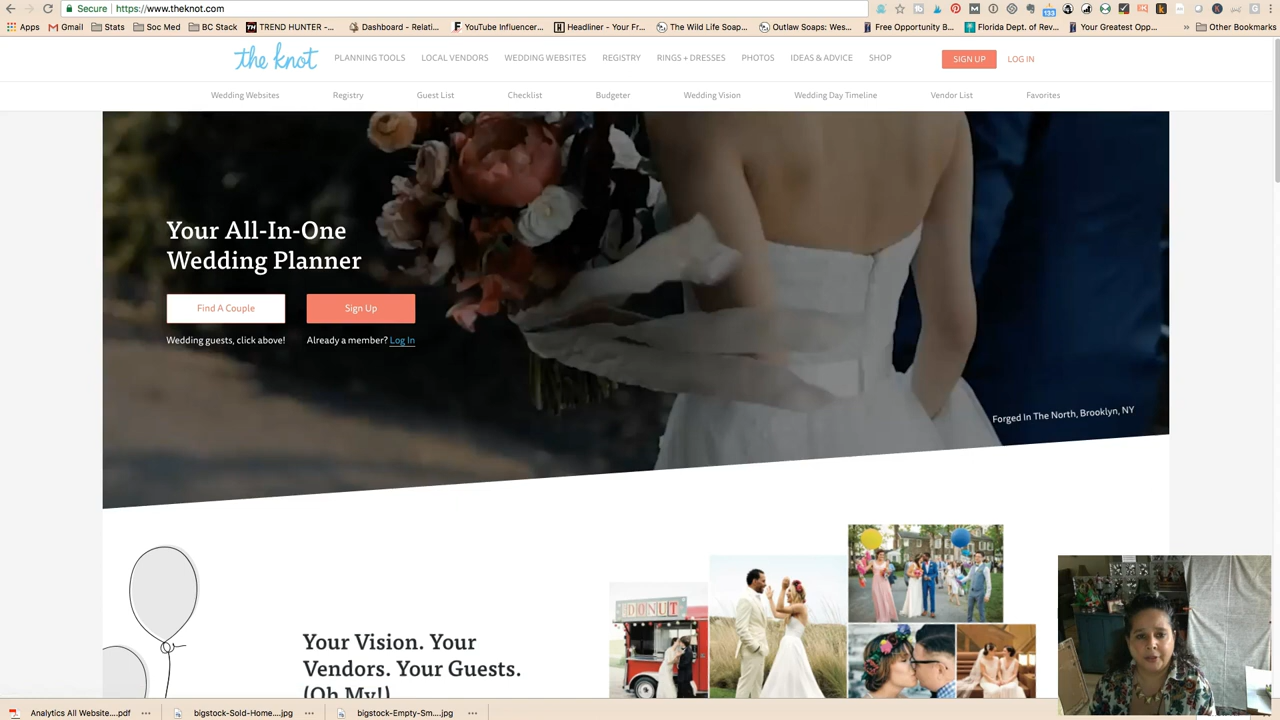 Secure https://www.theknot.com
Apps Gmail Stats Soc Med BC Stack TREND HUNTER -... Dashboard - Relati... YouTube Influencer... Headliner - Your Fr... The Wild Life Soap... Outlaw Soaps: Wes... Free Opportunity B... Florida Dept. of Rev... Your Greatest Opp... » Other Bookmarks
the knot PLANNING TOOLS LOCAL VENDORS WEDDING WEBSITES REGISTRY RINGS + DRESSES PHOTOS IDEAS & ADVICE SHOP SIGN UP LOG IN
Wedding Websites Registry Guest List Checklist Budgeter Wedding Vision Wedding Day Timeline Vendor List Favorites
Your All-In-One
Wedding Planner
Find A Couple Sign Up
Wedding guests, click above! Already a member? Log In
Forged In The North, Brooklyn, NY
DONUT
Your Vision. Your
Vendors. Your Guests.
(Oh My!)
Analytics All Website....pdf bigstock-Sold-Home....jpg bigstock-Empty-Sm....jpg